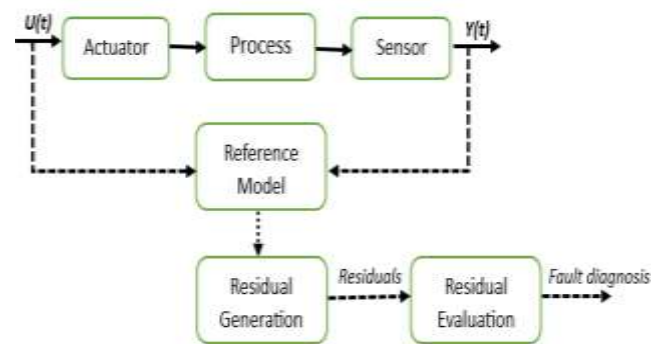 U(t)
Actuator
Process
Sensor
Y(t)
Reference
Model
Residual
Generation
Residuals
Residual
Evaluation
Fault diagnosis